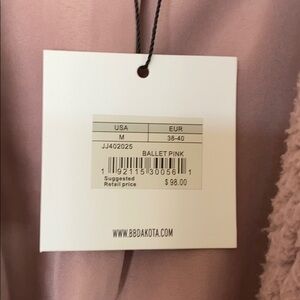 USA EUR
M 38-40
JJ402025
BALLET PINK
1 92115 30056 1
Suggested
Retail price $ 98.00
WWW.BBDAKOTA.COM